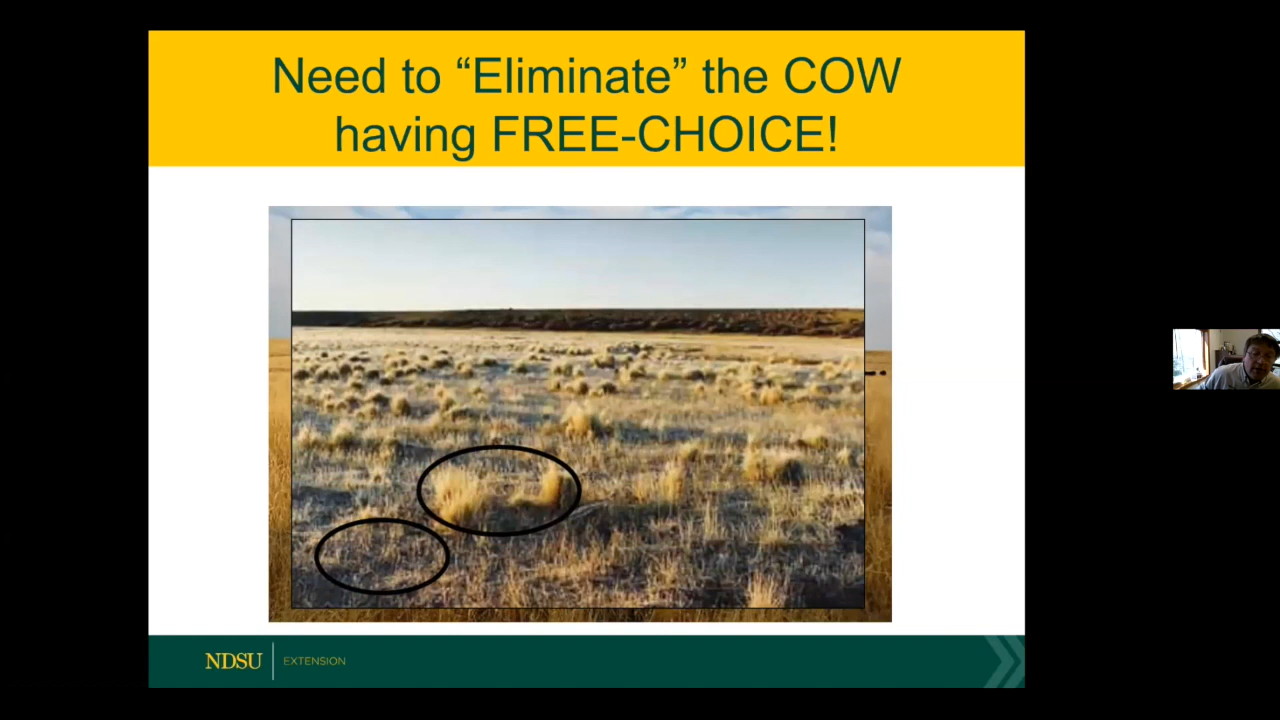 Need to “Eliminate” the COW
having FREE-CHOICE!
NDSU
EXTENSION